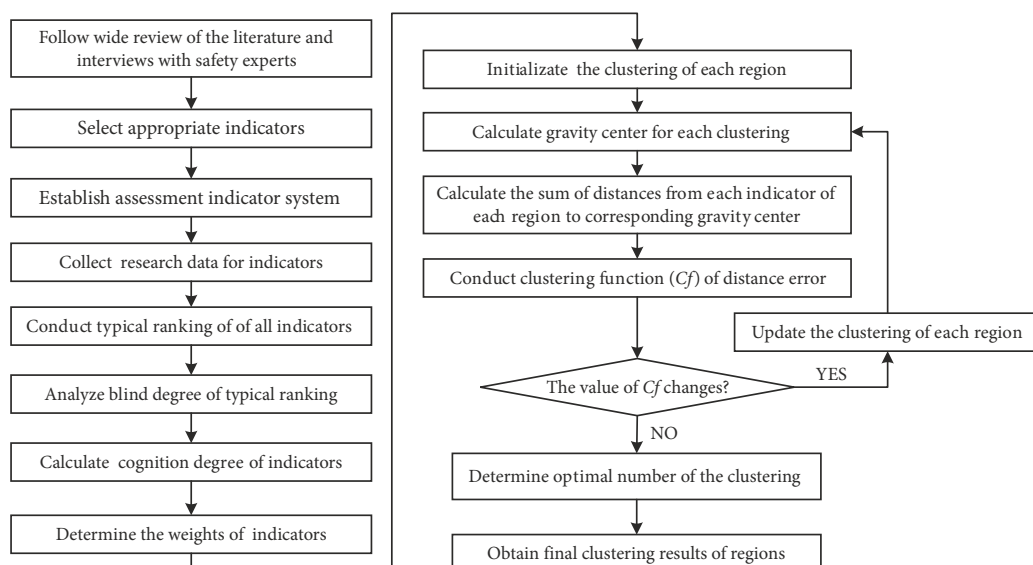 Follow wide review of the literature and
interviews with safety experts
Select appropriate indicators
Establish assessment indicator system
Collect research data for indicators
Conduct typical ranking of of all indicators
Analyze blind degree of typical ranking
Calculate cognition degree of indicators
Determine the weights of indicators
Initializate the clustering of each region
Calculate gravity center for each clustering
Calculate the sum of distances from each indicator of
each region to corresponding gravity center
Conduct clustering function (Cf) of distance error
Update the clustering of each region
The value of Cf changes?
YES
NO
Determine optimal number of the clustering
Obtain final clustering results of regions